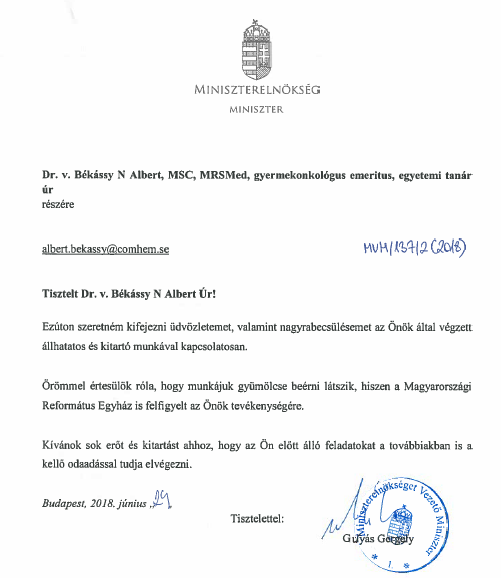 MINISZTERELNÖKSÉG
MINISZTER
Dr. v. Békássy N Albert, MSC, MRSMed, gyermekonkológus emeritus, egyetemi tanár
úr
részére
albert.bekassy@comhem.se
MVM/137/2(2018)
Tisztelt Dr. v. Békássy N Albert Úr!
Ezúton szeretném kifejezni üdvözletemet, valamint nagyrabecsülésemet az Önök által végzett
állhatatos és kitartó munkával kapcsolatosan.
Örömmel értesülök róla, hogy munkájuk gyümölcse beérni látszik, hiszen a Magyarországi
Református Egyház is felfigyelt az Önök tevékenységére.
Kívánok sok erőt és kitartást ahhoz, hogy az Ön előtt álló feladatokat a továbbiakban is a
kellő odaadással tudja elvégezni.
Budapest, 2018. június „21
Tisztelettel:
Gulyás Gergely
Miniszterelnökséget Vezető Miniszter
* 1. *